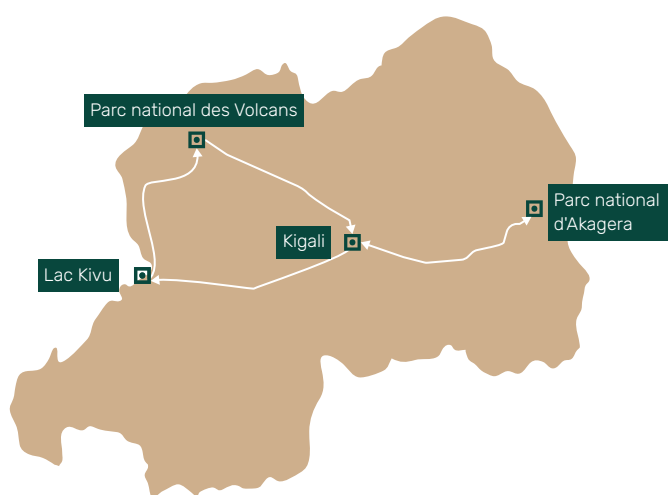 Parc national des Volcans
Parc national
d'Akagera
Kigali
Lac Kivu